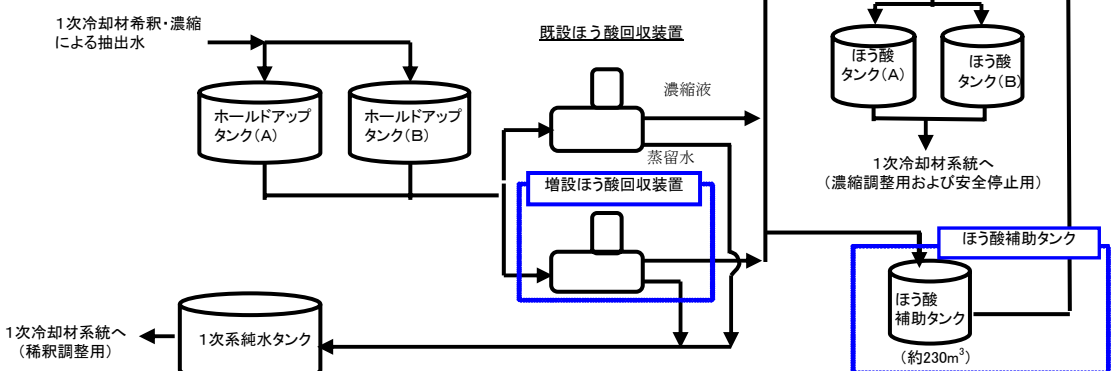 1次冷却材希釈・濃縮
による抽出水
既設ほう酸回収装置
ほう酸
タンク(A)
ほう酸
タンク(B)
ホールドアップ
タンク(A)
ホールドアップ
タンク(B)
濃縮液
蒸留水
1次冷却材系統へ
(濃縮調整用および安全停止用)
増設ほう酸回収装置
ほう酸補助タンク
ほう酸
補助タンク
(約230m³)
1次冷却材系統へ
(稀釈調整用)
1次系純水タンク